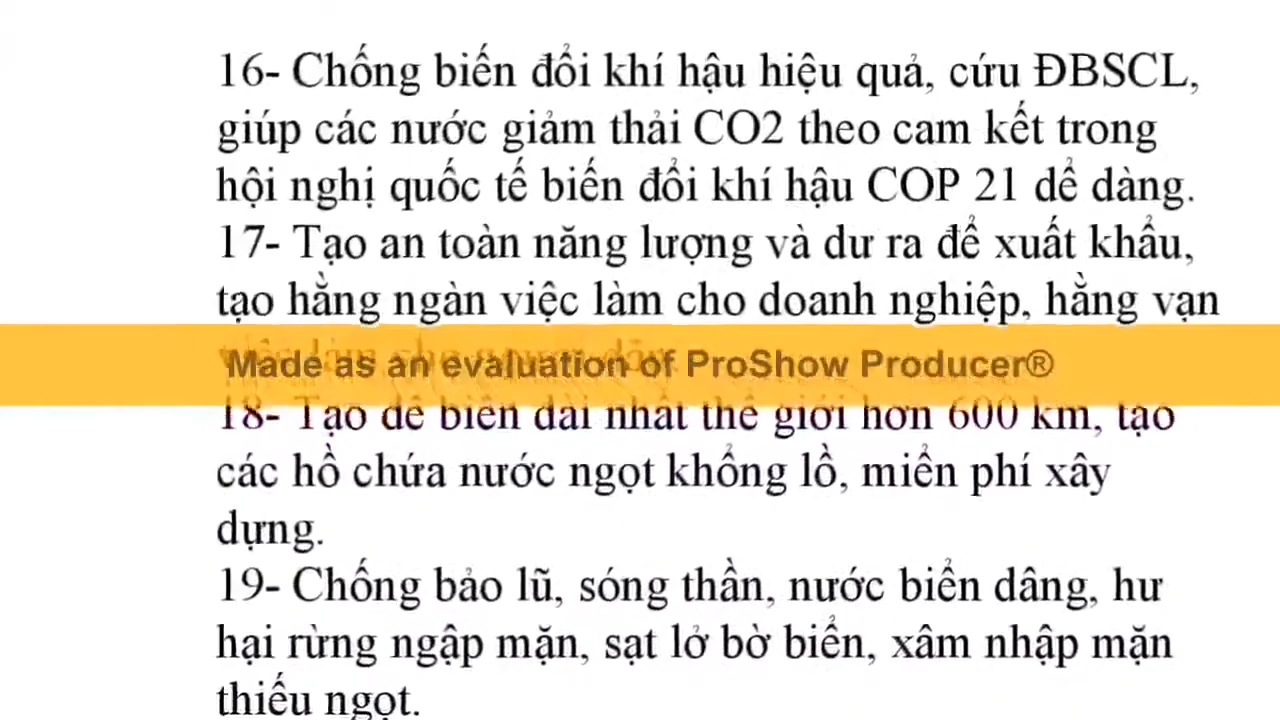 16- Chống biến đổi khí hậu hiệu quả, cứu ĐBSCL,
giúp các nước giảm thải CO2 theo cam kết trong
hội nghị quốc tế biến đổi khí hậu COP 21 dể dàng.
17- Tạo an toàn năng lượng và dư ra để xuất khẩu,
tạo hằng ngàn việc làm cho doanh nghiệp, hằng vạn
Made as an evaluation of ProShow Producer®
18- Tạo đê biển dài nhất thế giới hơn 600 km, tạo
các hồ chứa nước ngọt khổng lồ, miển phí xây
dựng.
19- Chống bảo lũ, sóng thần, nước biển dâng, hư
hại rừng ngập mặn, sạt lở bờ biển, xâm nhập mặn
thiếu ngọt.